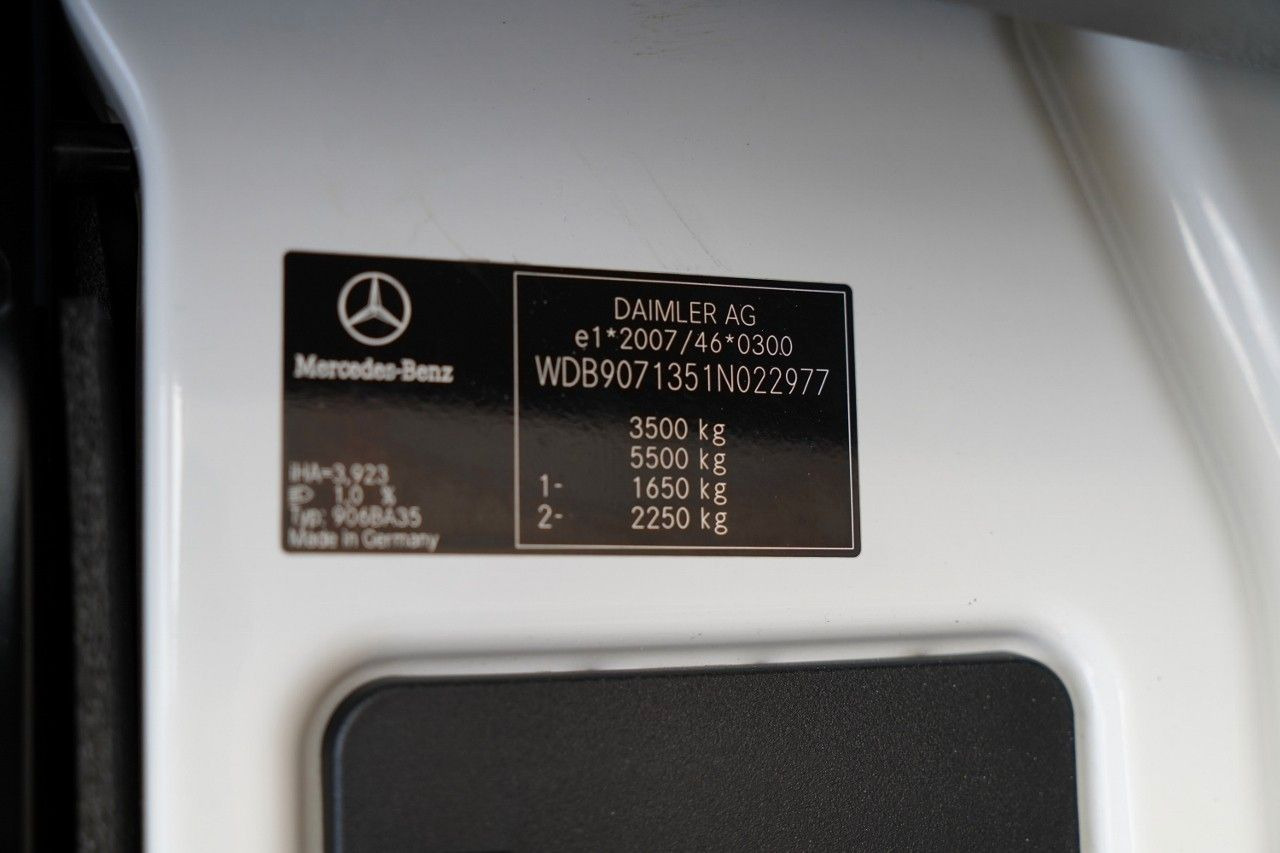 Mercedes-Benz
iHA=3,923
1,0 %
Typ: 906BA35
Made in Germany
DAIMLER AG
e1*2007/46*0300
WDB9071351N022977
3500 kg
5500 kg
1- 1650 kg
2- 2250 kg